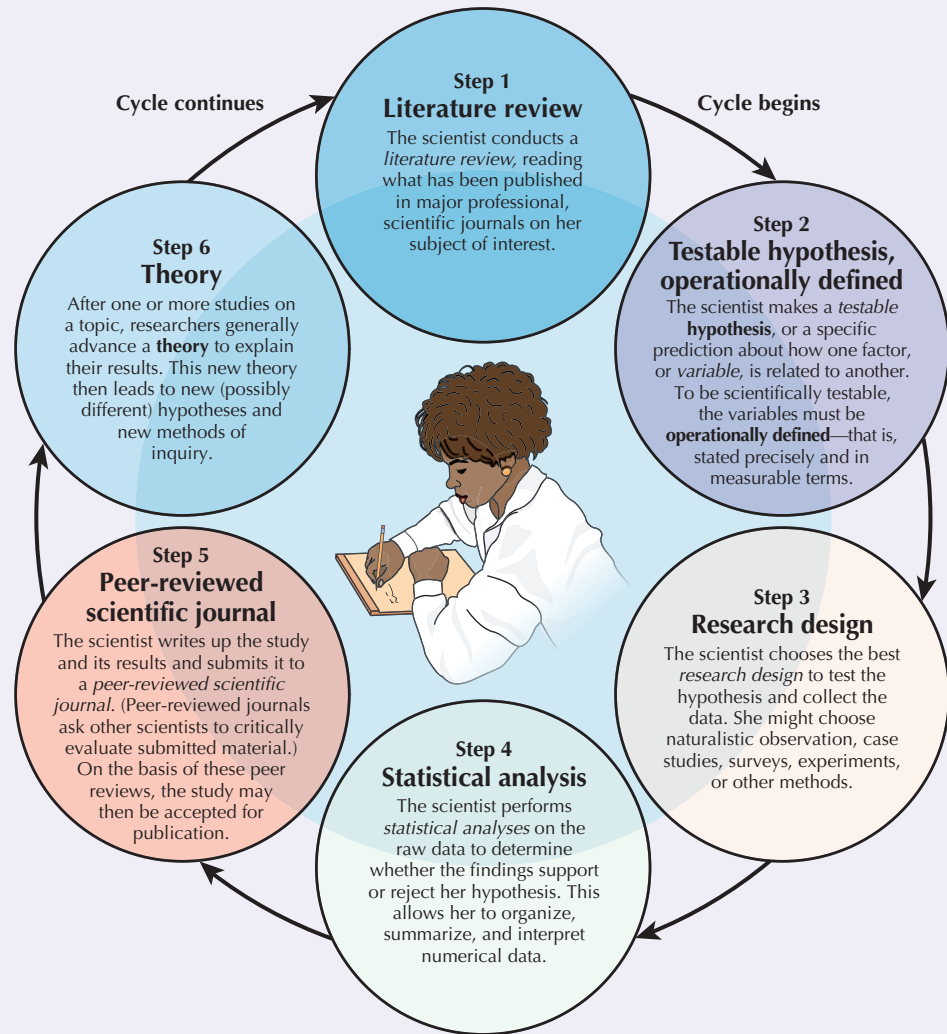 Cycle continues
Cycle begins
Step 1
Literature review
The scientist conducts a
literature review, reading
what has been published
in major professional,
scientific journals on her
subject of interest.
Step 2
Testable hypothesis,
operationally defined
The scientist makes a testable
hypothesis, or a specific
prediction about how one factor,
or variable, is related to another.
To be scientifically testable,
the variables must be
operationally defined—that is,
stated precisely and in
measurable terms.
Step 3
Research design
The scientist chooses the best
research design to test the
hypothesis and collect the
data. She might choose
naturalistic observation, case
studies, surveys, experiments,
or other methods.
Step 4
Statistical analysis
The scientist performs
statistical analyses on the
raw data to determine
whether the findings support
or reject her hypothesis. This
allows her to organize,
summarize, and interpret
numerical data.
Step 5
Peer-reviewed
scientific journal
The scientist writes up the study
and its results and submits it to
a peer-reviewed scientific
journal. (Peer-reviewed journals
ask other scientists to critically
evaluate submitted material.)
On the basis of these peer
reviews, the study may
then be accepted for
publication.
Step 6
Theory
After one or more studies on
a topic, researchers generally
advance a theory to explain
their results. This new theory
then leads to new (possibly
different) hypotheses and
new methods of
inquiry.